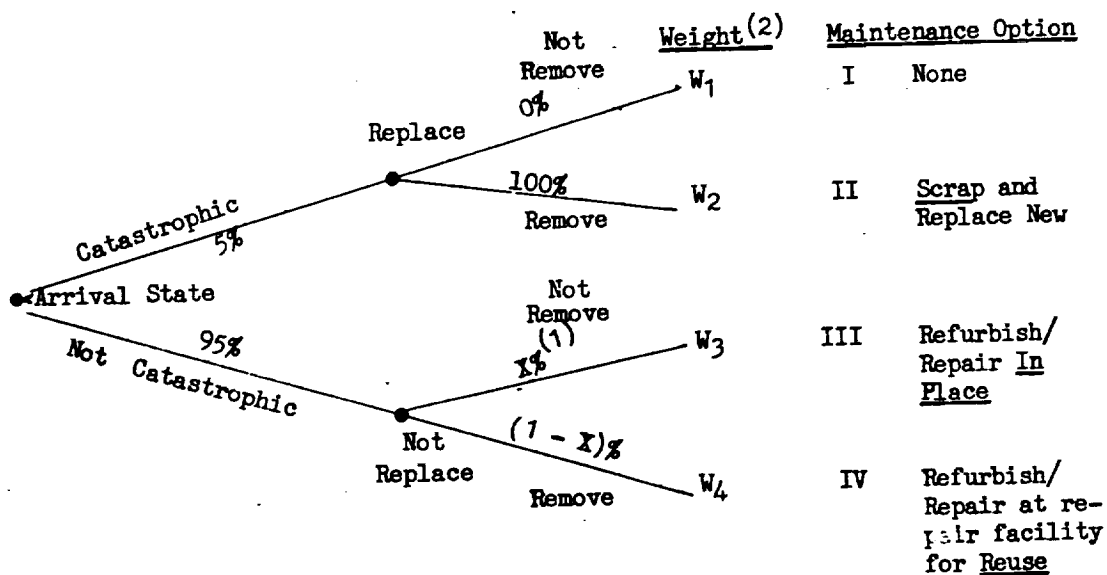 Not
Remove
Weight(2)
Maintenance Option
0%
W1
I None
Replace
100%
Remove
W2
II Scrap and
Replace New
Catastrophic
5%
Arrival State
Not Catastrophic
95%
Not
Remove
X%(1)
W3
III Refurbish/
Repair In
Place
Not
Replace
(1 - X)%
Remove
W4
IV Refurbish/
Repair at re-
pair facility
for Reuse